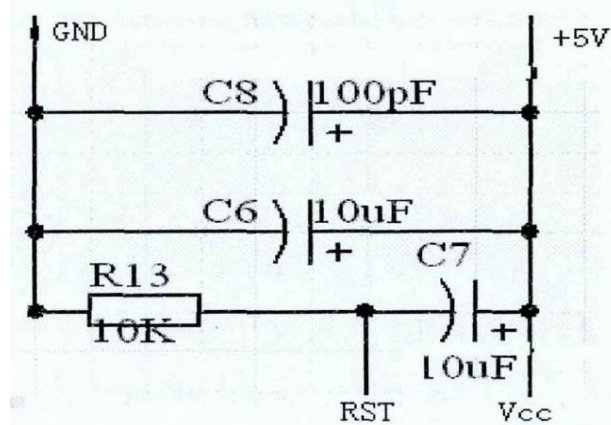 GND
+5V
C8 100pF
+
C6 10uF
+
C7
R13
10K
+
10uF
RST
Vcc